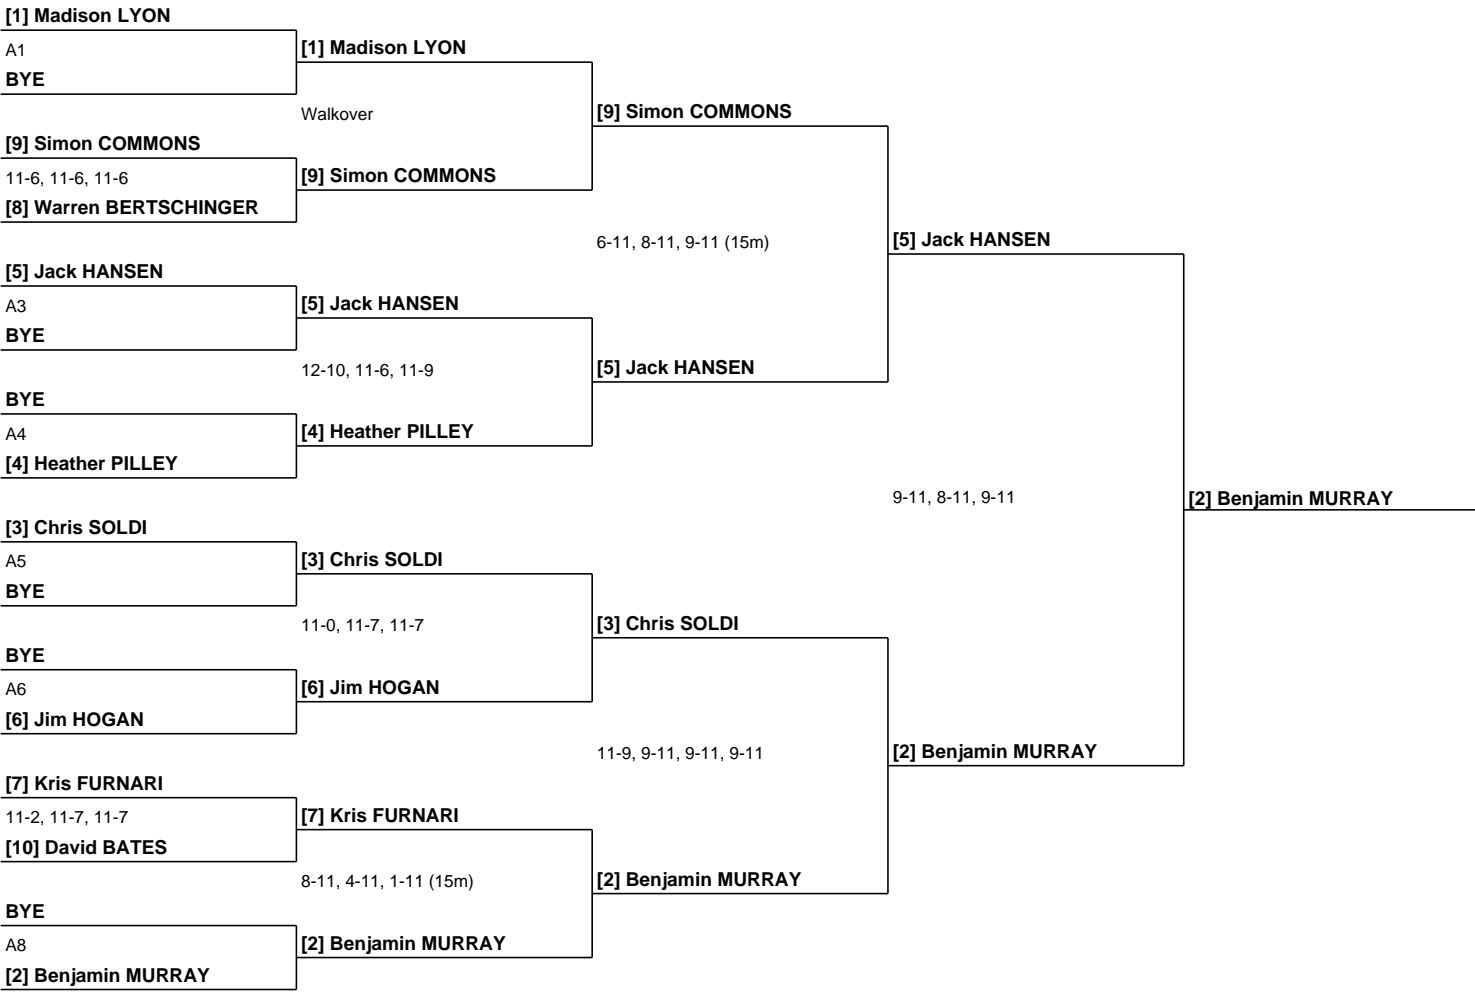 [1] Madison LYON
A1
BYE
[9] Simon COMMONS
11-6, 11-6, 11-6
[8] Warren BERTSCHINGER
[5] Jack HANSEN
A3
BYE
BYE
A4
[4] Heather PILLEY
[3] Chris SOLDI
A5
BYE
BYE
A6
[6] Jim HOGAN
[7] Kris FURNARI
11-2, 11-7, 11-7
[10] David BATES
BYE
A8
[2] Benjamin MURRAY
[1] Madison LYON
Walkover
[9] Simon COMMONS
[5] Jack HANSEN
12-10, 11-6, 11-9
[4] Heather PILLEY
[3] Chris SOLDI
11-0, 11-7, 11-7
[6] Jim HOGAN
[7] Kris FURNARI
8-11, 4-11, 1-11 (15m)
[2] Benjamin MURRAY
[9] Simon COMMONS
6-11, 8-11, 9-11 (15m)
[5] Jack HANSEN
[3] Chris SOLDI
11-9, 9-11, 9-11, 9-11
[2] Benjamin MURRAY
[5] Jack HANSEN
9-11, 8-11, 9-11
[2] Benjamin MURRAY
[2] Benjamin MURRAY